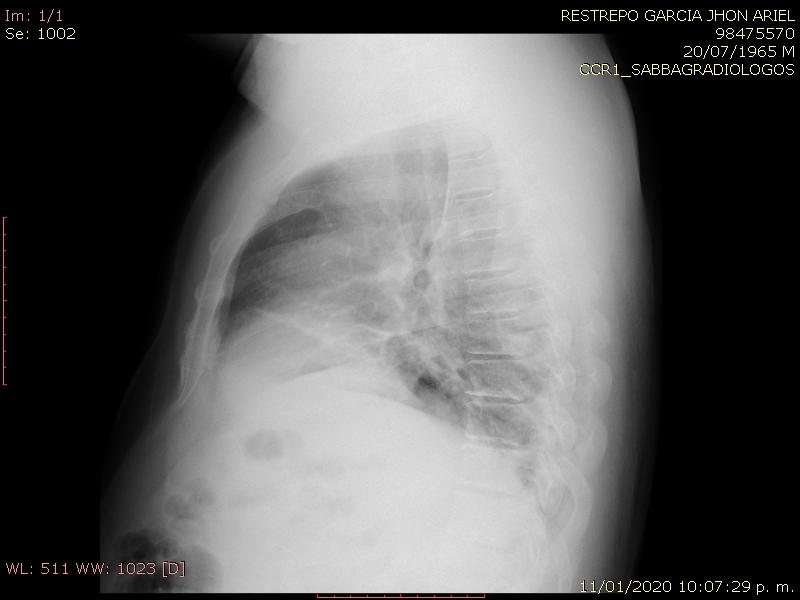 Im: 1/1
Se: 1002
RESTREPO GARCIA JHON ARIEL
98475570
20/07/1965 M
CCR1_SABBAGRADIOLOGOS
WL: 511 WW: 1023 [D]
11/01/2020 10:07:29 p. m.